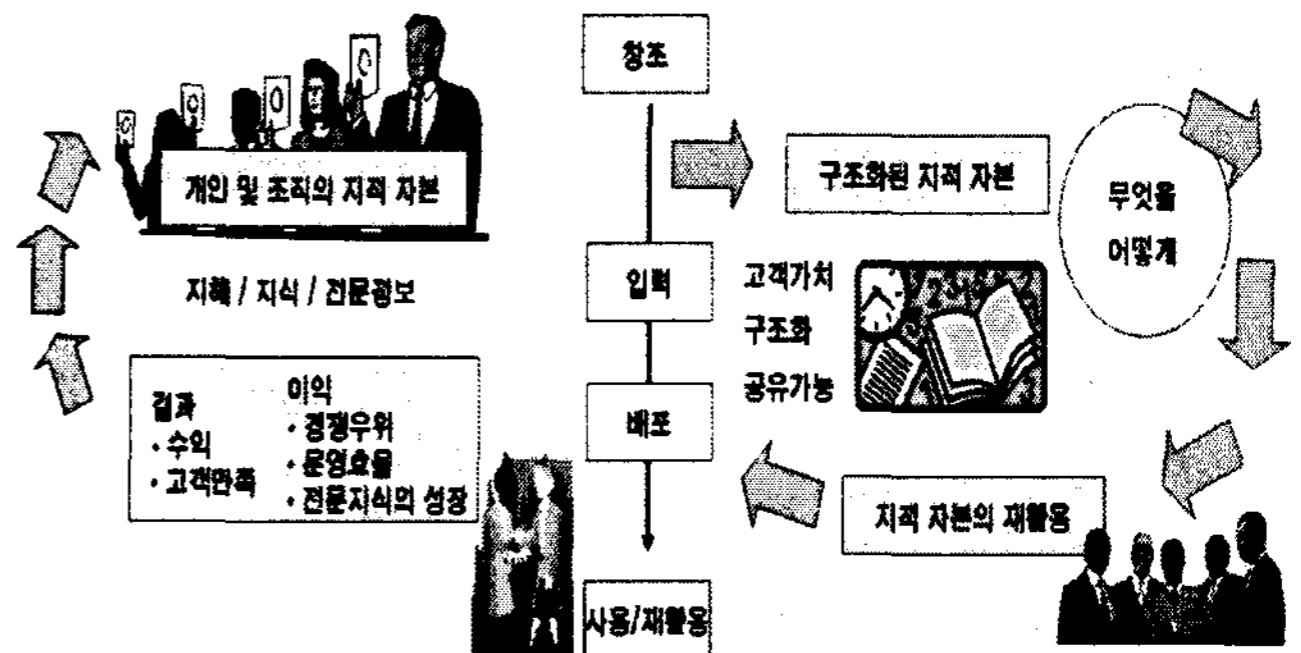 창조
개인 및 조직의 지적 자본
구조화된 지적 자본
무엇을
어떻게
지혜 / 지식 / 전문정보
입력
고객가치
구조화
공유가능
결과
· 수익
· 고객만족
이익
· 경쟁우위
· 운영효율
· 전문지식의 성장
배포
지적 자본의 재활용
사용/재활용